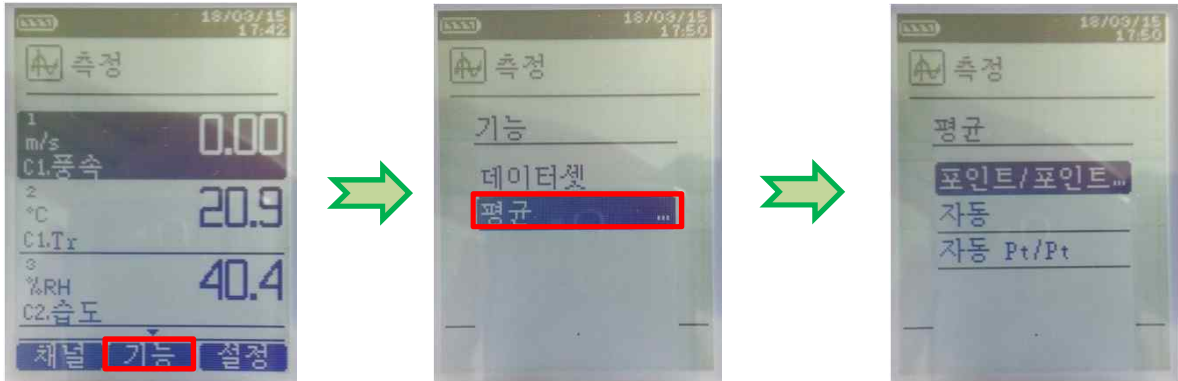 18/03/15
17:42
측정
1
m/s
0.00
C1.풍속
2
°C
20.9
C1.Tr
3
%RH
40.4
C2.습도
채널
기능
설정
18/03/15
17:50
측정
기능
데이터셋
평균 ...
18/03/15
17:50
측정
평균
포인트/포인트...
자동
자동 Pt/Pt